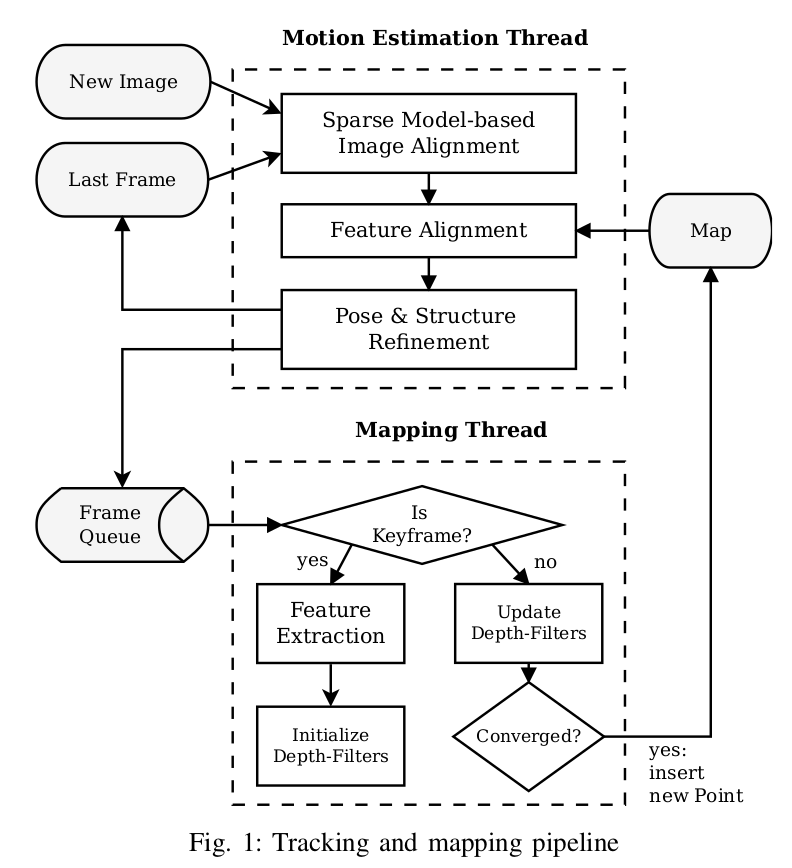 Motion Estimation Thread
New Image
Sparse Model-based
Image Alignment
Last Frame
Feature Alignment
Map
Pose & Structure
Refinement
Mapping Thread
Frame
Queue
Is
Keyframe?
yes
no
Feature
Extraction
Update
Depth-Filters
Initialize
Depth-Filters
Converged?
yes:
insert
new Point
Fig. 1: Tracking and mapping pipeline